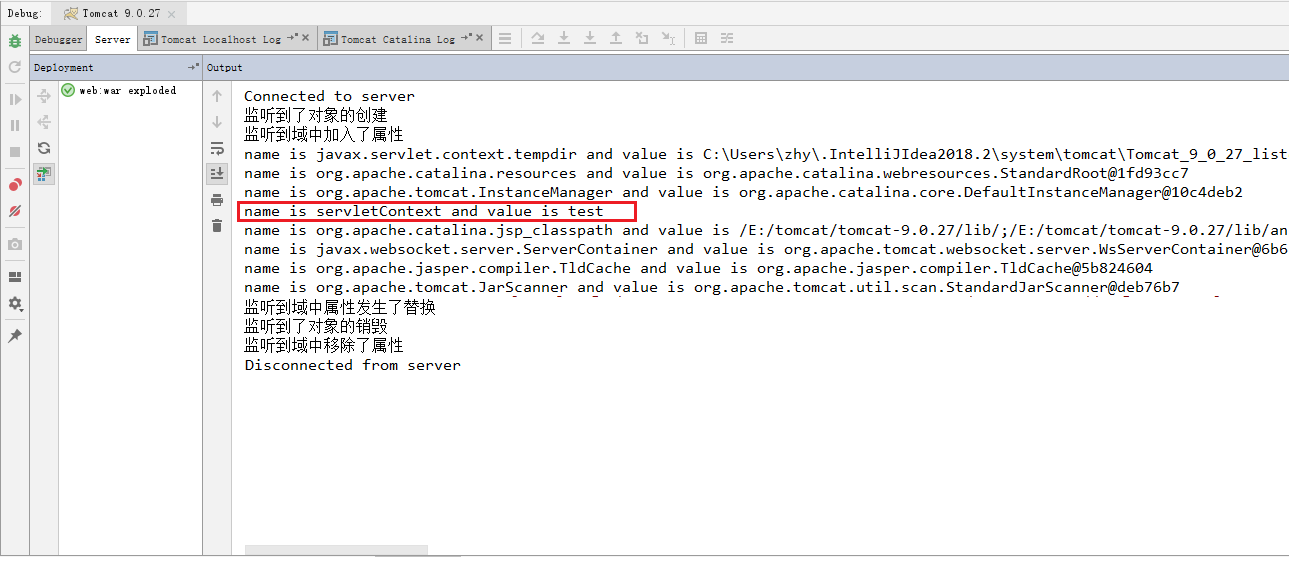 Debug: Tomcat 9.0.27
Debugger Server Tomcat Localhost Log Tomcat Catalina Log
Deployment Output
web:war exploded
Connected to server
监听到了对象的创建
监听到域中加入了属性
name is javax.servlet.context.tempdir and value is C:\Users\zhy\.IntelliJIdea2018.2\system\tomcat\Tomcat_9_0_27_list
name is org.apache.catalina.resources and value is org.apache.catalina.webresources.StandardRoot@1fd93cc7
name is org.apache.tomcat.InstanceManager and value is org.apache.catalina.core.DefaultInstanceManager@10c4deb2
name is servletContext and value is test
name is org.apache.catalina.jsp_classpath and value is /E:/tomcat/tomcat-9.0.27/lib/;/E:/tomcat/tomcat-9.0.27/lib/an
name is javax.websocket.server.ServerContainer and value is org.apache.tomcat.websocket.server.WsServerContainer@6b6
name is org.apache.jasper.compiler.TldCache and value is org.apache.jasper.compiler.TldCache@5b824604
name is org.apache.tomcat.JarScanner and value is org.apache.tomcat.util.scan.StandardJarScanner@deb76b7
监听到域中属性发生了替换
监听到了对象的销毁
监听到域中移除了属性
Disconnected from server